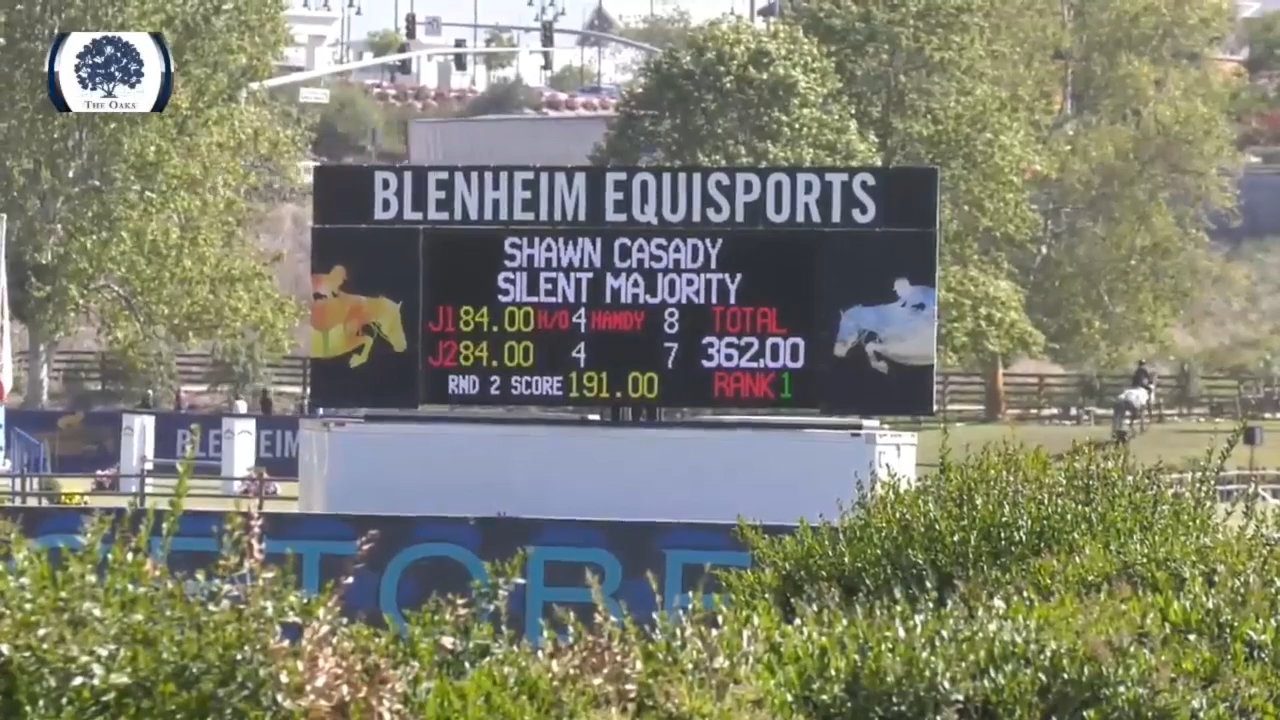 THE OAKS
BLENHEIM EQUISPORTS
SHAWN CASADY
SILENT MAJORITY
J1 84.00 H/O 4 HANDY 8 TOTAL
J2 84.00 4 7 362.00
RND 2 SCORE 191.00 RANK 1
BLENHEIM